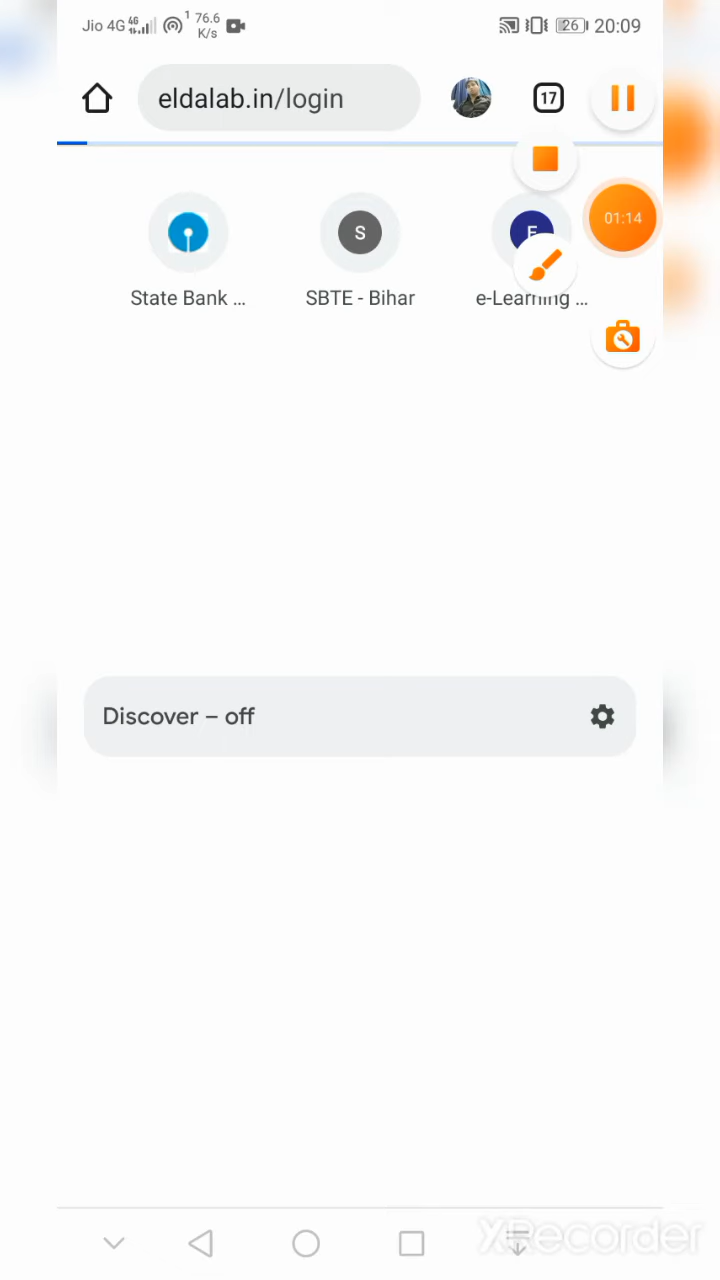 Jio 4G 4G 1 76.6 K/s 26 20:09
eldalab.in/login 17
01:14
S E
State Bank ... SBTE - Bihar e-Learning ...
Discover – off
XRecorder